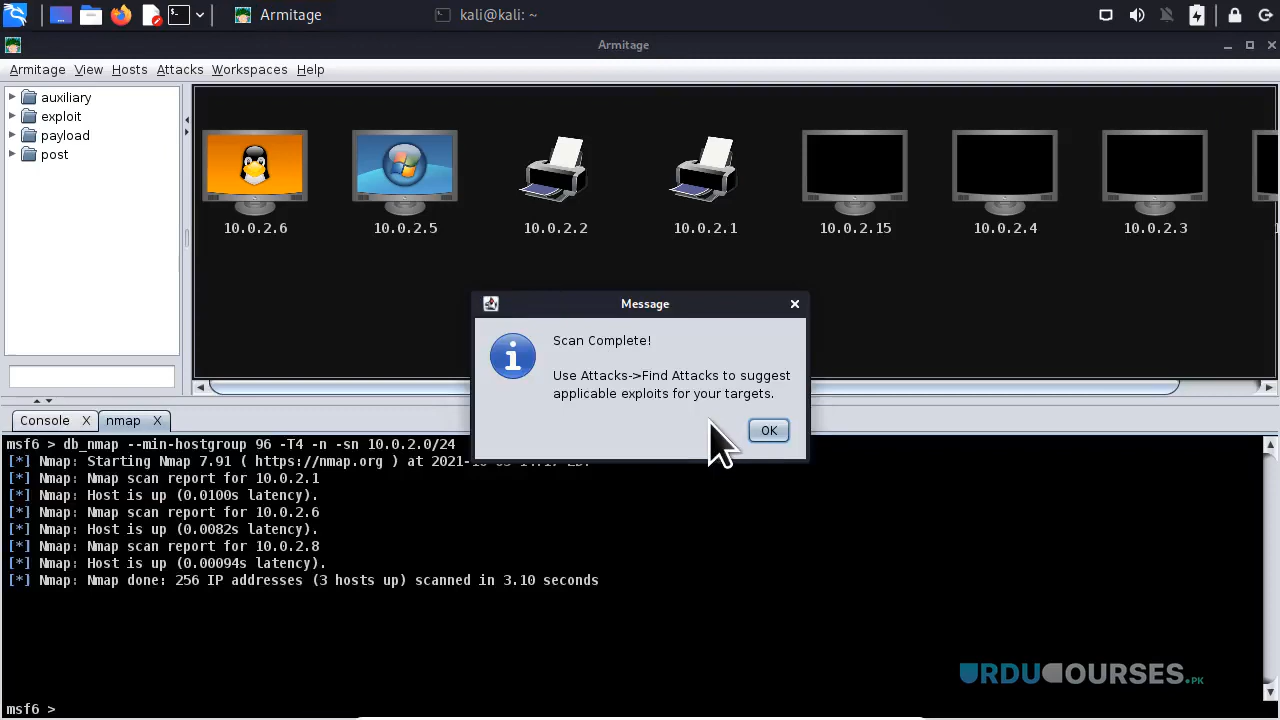 Armitage
kali@kali: ~
Armitage
Armitage View Hosts Attacks Workspaces Help
auxiliary
exploit
payload
post
10.0.2.6
10.0.2.5
10.0.2.2
10.0.2.1
10.0.2.15
10.0.2.4
10.0.2.3
Message
Scan Complete!
Use Attacks->Find Attacks to suggest
applicable exploits for your targets.
OK
Console X nmap X
msf6 > db_nmap --min-hostgroup 96 -T4 -n -sn 10.0.2.0/24
[*] Nmap: Starting Nmap 7.91 ( https://nmap.org ) at
[*] Nmap: Nmap scan report for 10.0.2.1
[*] Nmap: Host is up (0.0100s latency).
[*] Nmap: Nmap scan report for 10.0.2.6
[*] Nmap: Host is up (0.0082s latency).
[*] Nmap: Nmap scan report for 10.0.2.8
[*] Nmap: Host is up (0.00094s latency).
[*] Nmap: Nmap done: 256 IP addresses (3 hosts up) scanned in 3.10 seconds
URDUCOURSES.PK
msf6 >